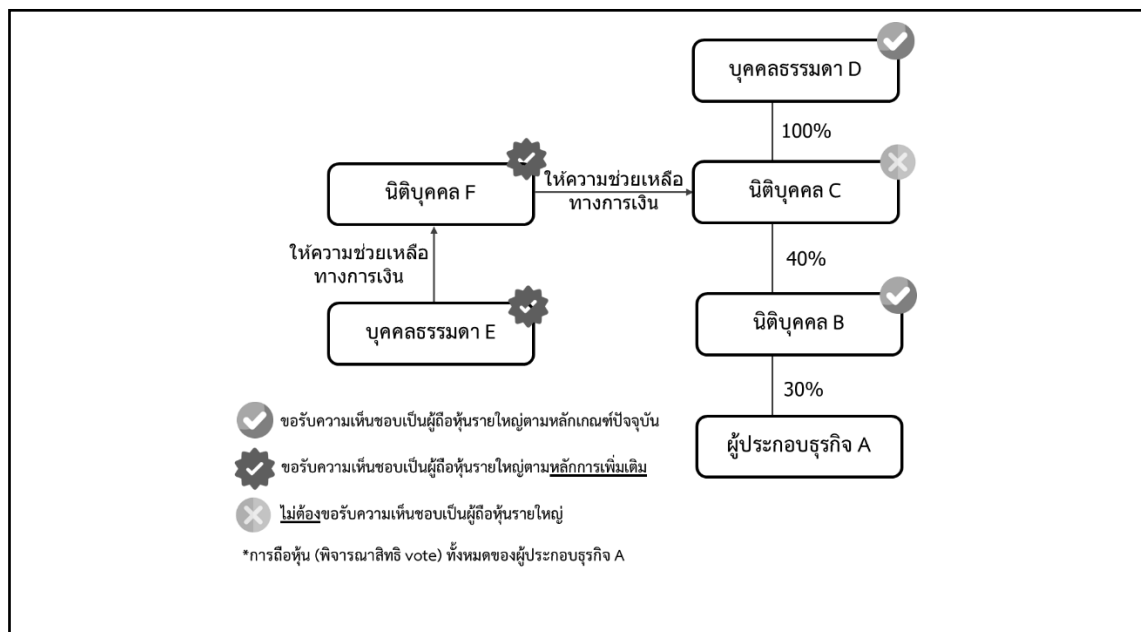 บุคคลธรรมดา D
100%
นิติบุคคล F
ให้ความช่วยเหลือ
ทางการเงิน
นิติบุคคล C
ให้ความช่วยเหลือ
ทางการเงิน
40%
บุคคลธรรมดา E
นิติบุคคล B
30%
ผู้ประกอบธุรกิจ A
ขอรับความเห็นชอบเป็นผู้ถือหุ้นรายใหญ่ตามหลักเกณฑ์ปัจจุบัน
ขอรับความเห็นชอบเป็นผู้ถือหุ้นรายใหญ่ตามหลักการเพิ่มเติม
ไม่ต้องขอรับความเห็นชอบเป็นผู้ถือหุ้นรายใหญ่
*การถือหุ้น (พิจารณาสิทธิ vote) ทั้งหมดของผู้ประกอบธุรกิจ A